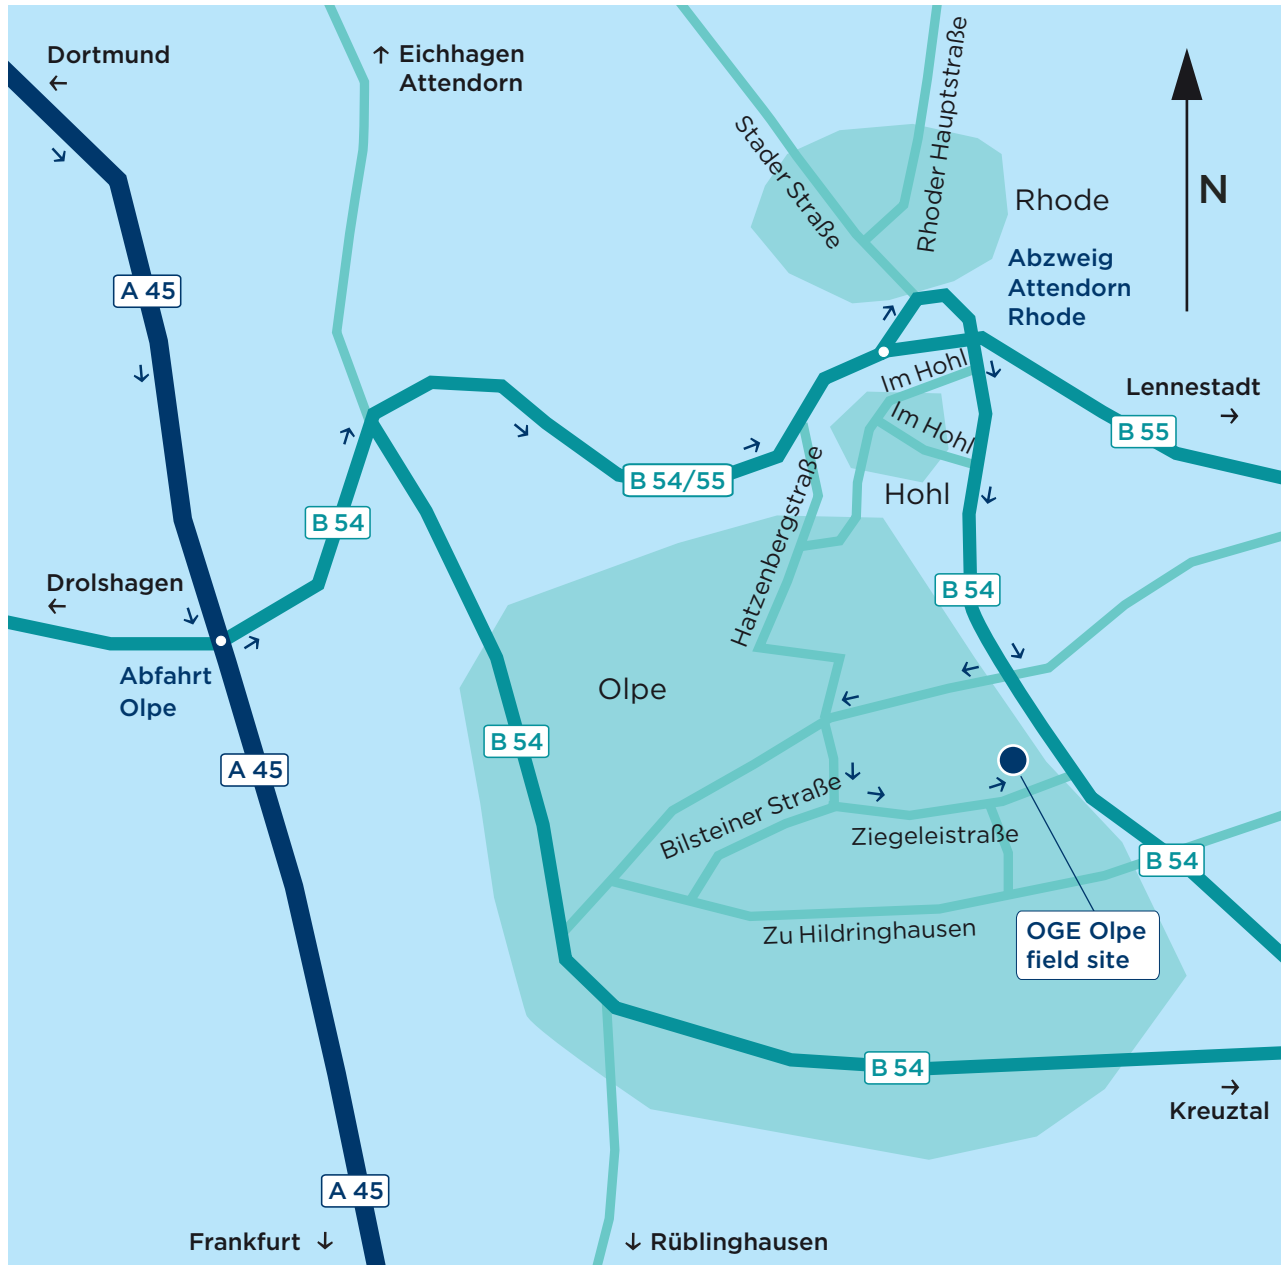 Dortmund
←
↑ Eichhagen
Attendorn
Stader Straße
Rhoder Hauptstraße
Rhode
N
Abzweig
Attendorn
Rhode
A 45
Im Hohl
Im Hohl
Lennestadt
→
B 55
B 54/55
Hohl
B 54
Hatzenbergstraße
Drolshagen
←
B 54
Abfahrt
Olpe
Olpe
B 54
A 45
Bilsteiner Straße
Ziegeleistraße
B 54
Zu Hildringhausen
OGE Olpe
field site
B 54
→
Kreuztal
A 45
Frankfurt ↓
↓ Rüblinghausen